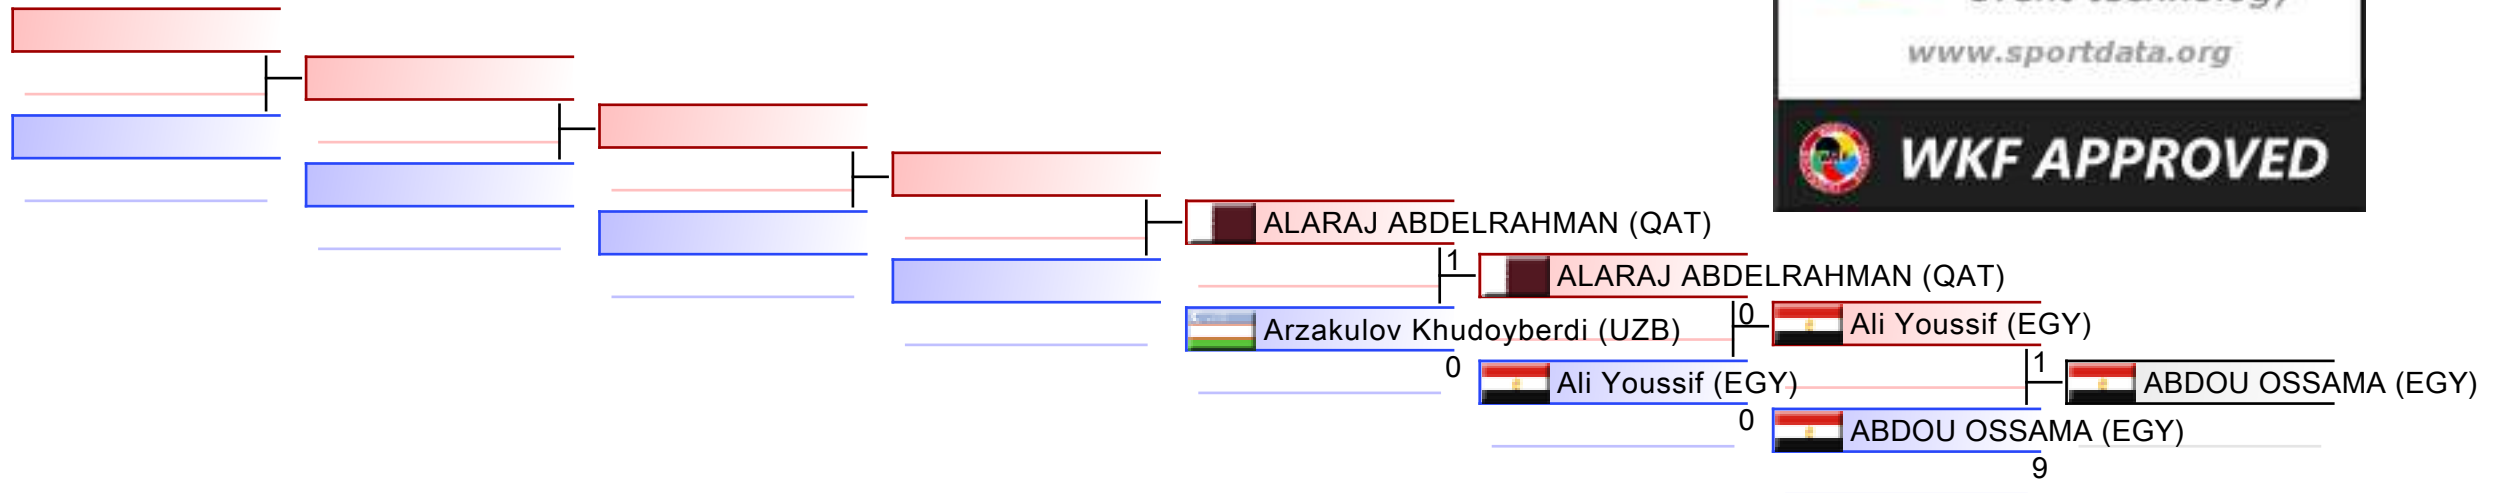 www.sportdata.org
WKF APPROVED
ALARAJ ABDELRAHMAN (QAT)
1
ALARAJ ABDELRAHMAN (QAT)
0
Arzakulov Khudoyberdi (UZB)
0
Ali Youssif (EGY)
1
Ali Youssif (EGY)
0
ABDOU OSSAMA (EGY)
ABDOU OSSAMA (EGY)
9